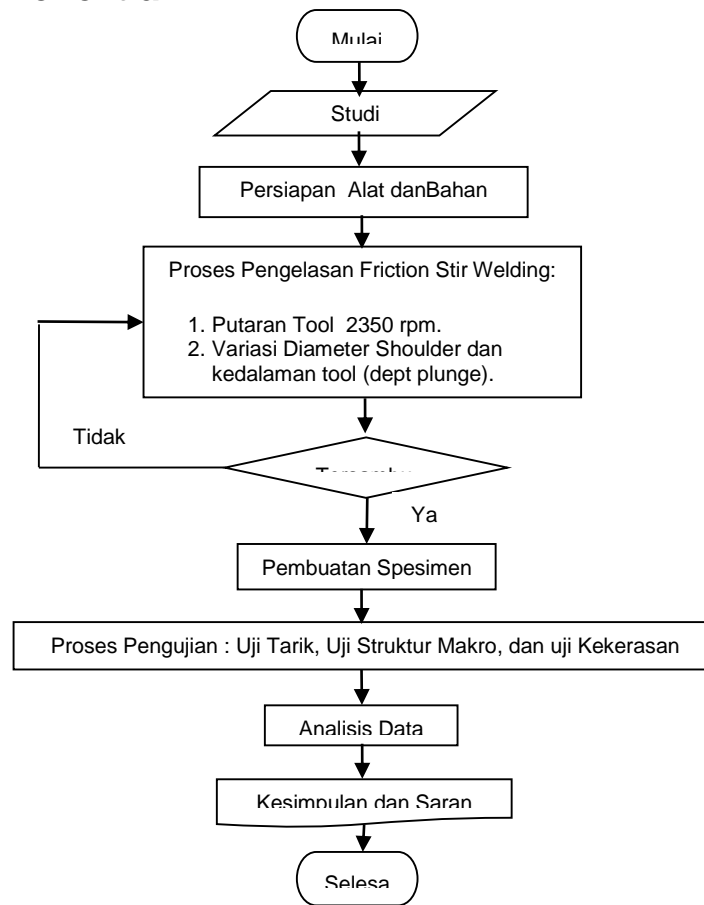 Mulai
Studi
Persiapan Alat danBahan
Proses Pengelasan Friction Stir Welding:
1. Putaran Tool 2350 rpm.
2. Variasi Diameter Shoulder dan
kedalaman tool (dept plunge).
Tidak
Ya
Pembuatan Spesimen
Proses Pengujian : Uji Tarik, Uji Struktur Makro, dan uji Kekerasan
Analisis Data
Kesimpulan dan Saran
Selesa